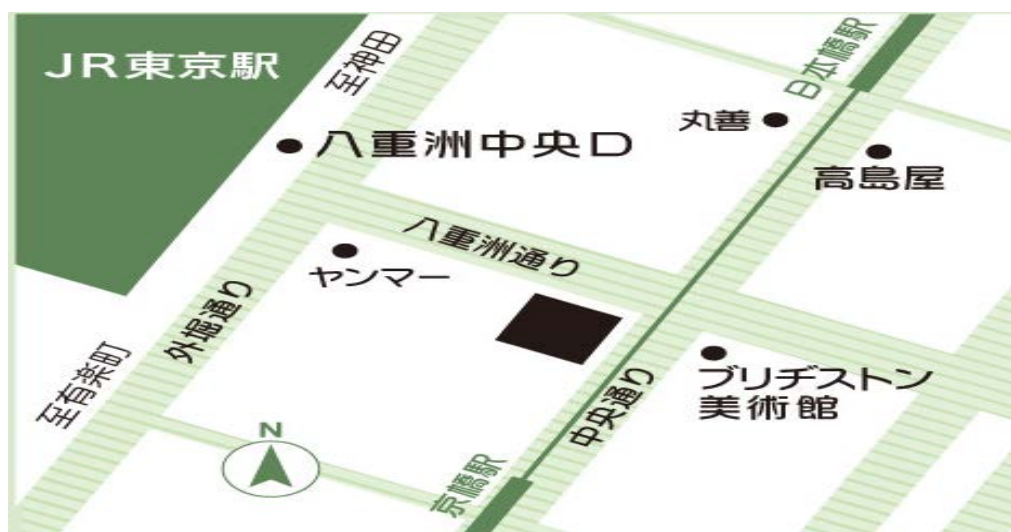 JR東京駅
至神田
日本橋駅
丸善
八重洲中央口
高島屋
八重洲通り
ヤンマー
外堀通り
至有楽町
ブリヂストン
美術館
中央通り
N
京橋駅